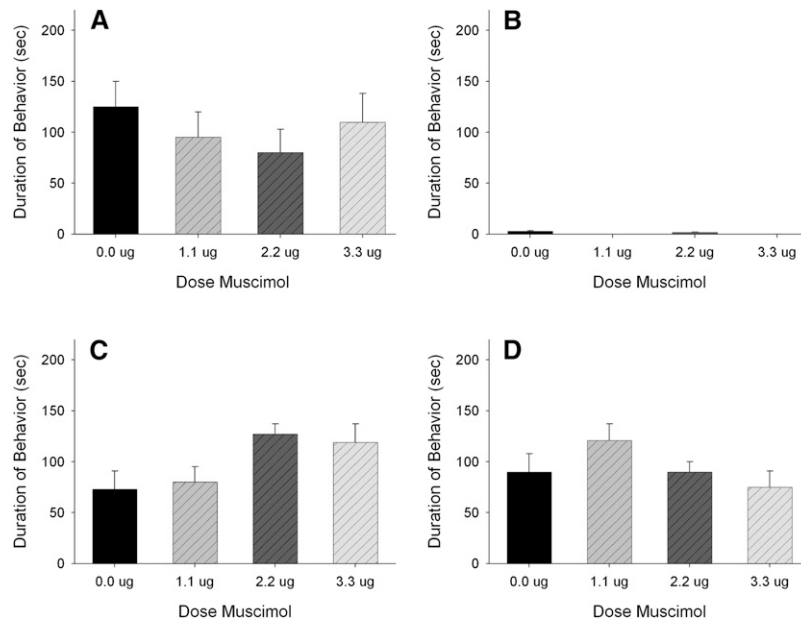 A
Duration of Behavior (sec)
200
150
100
50
0
0.0 ug 1.1 ug 2.2 ug 3.3 ug
Dose Muscimol
B
Duration of Behavior (sec)
200
150
100
50
0
0.0 ug 1.1 ug 2.2 ug 3.3 ug
Dose Muscimol
C
Duration of Behavior (sec)
200
150
100
50
0
0.0 ug 1.1 ug 2.2 ug 3.3 ug
Dose Muscimol
D
Duration of Behavior (sec)
200
150
100
50
0
0.0 ug 1.1 ug 2.2 ug 3.3 ug
Dose Muscimol